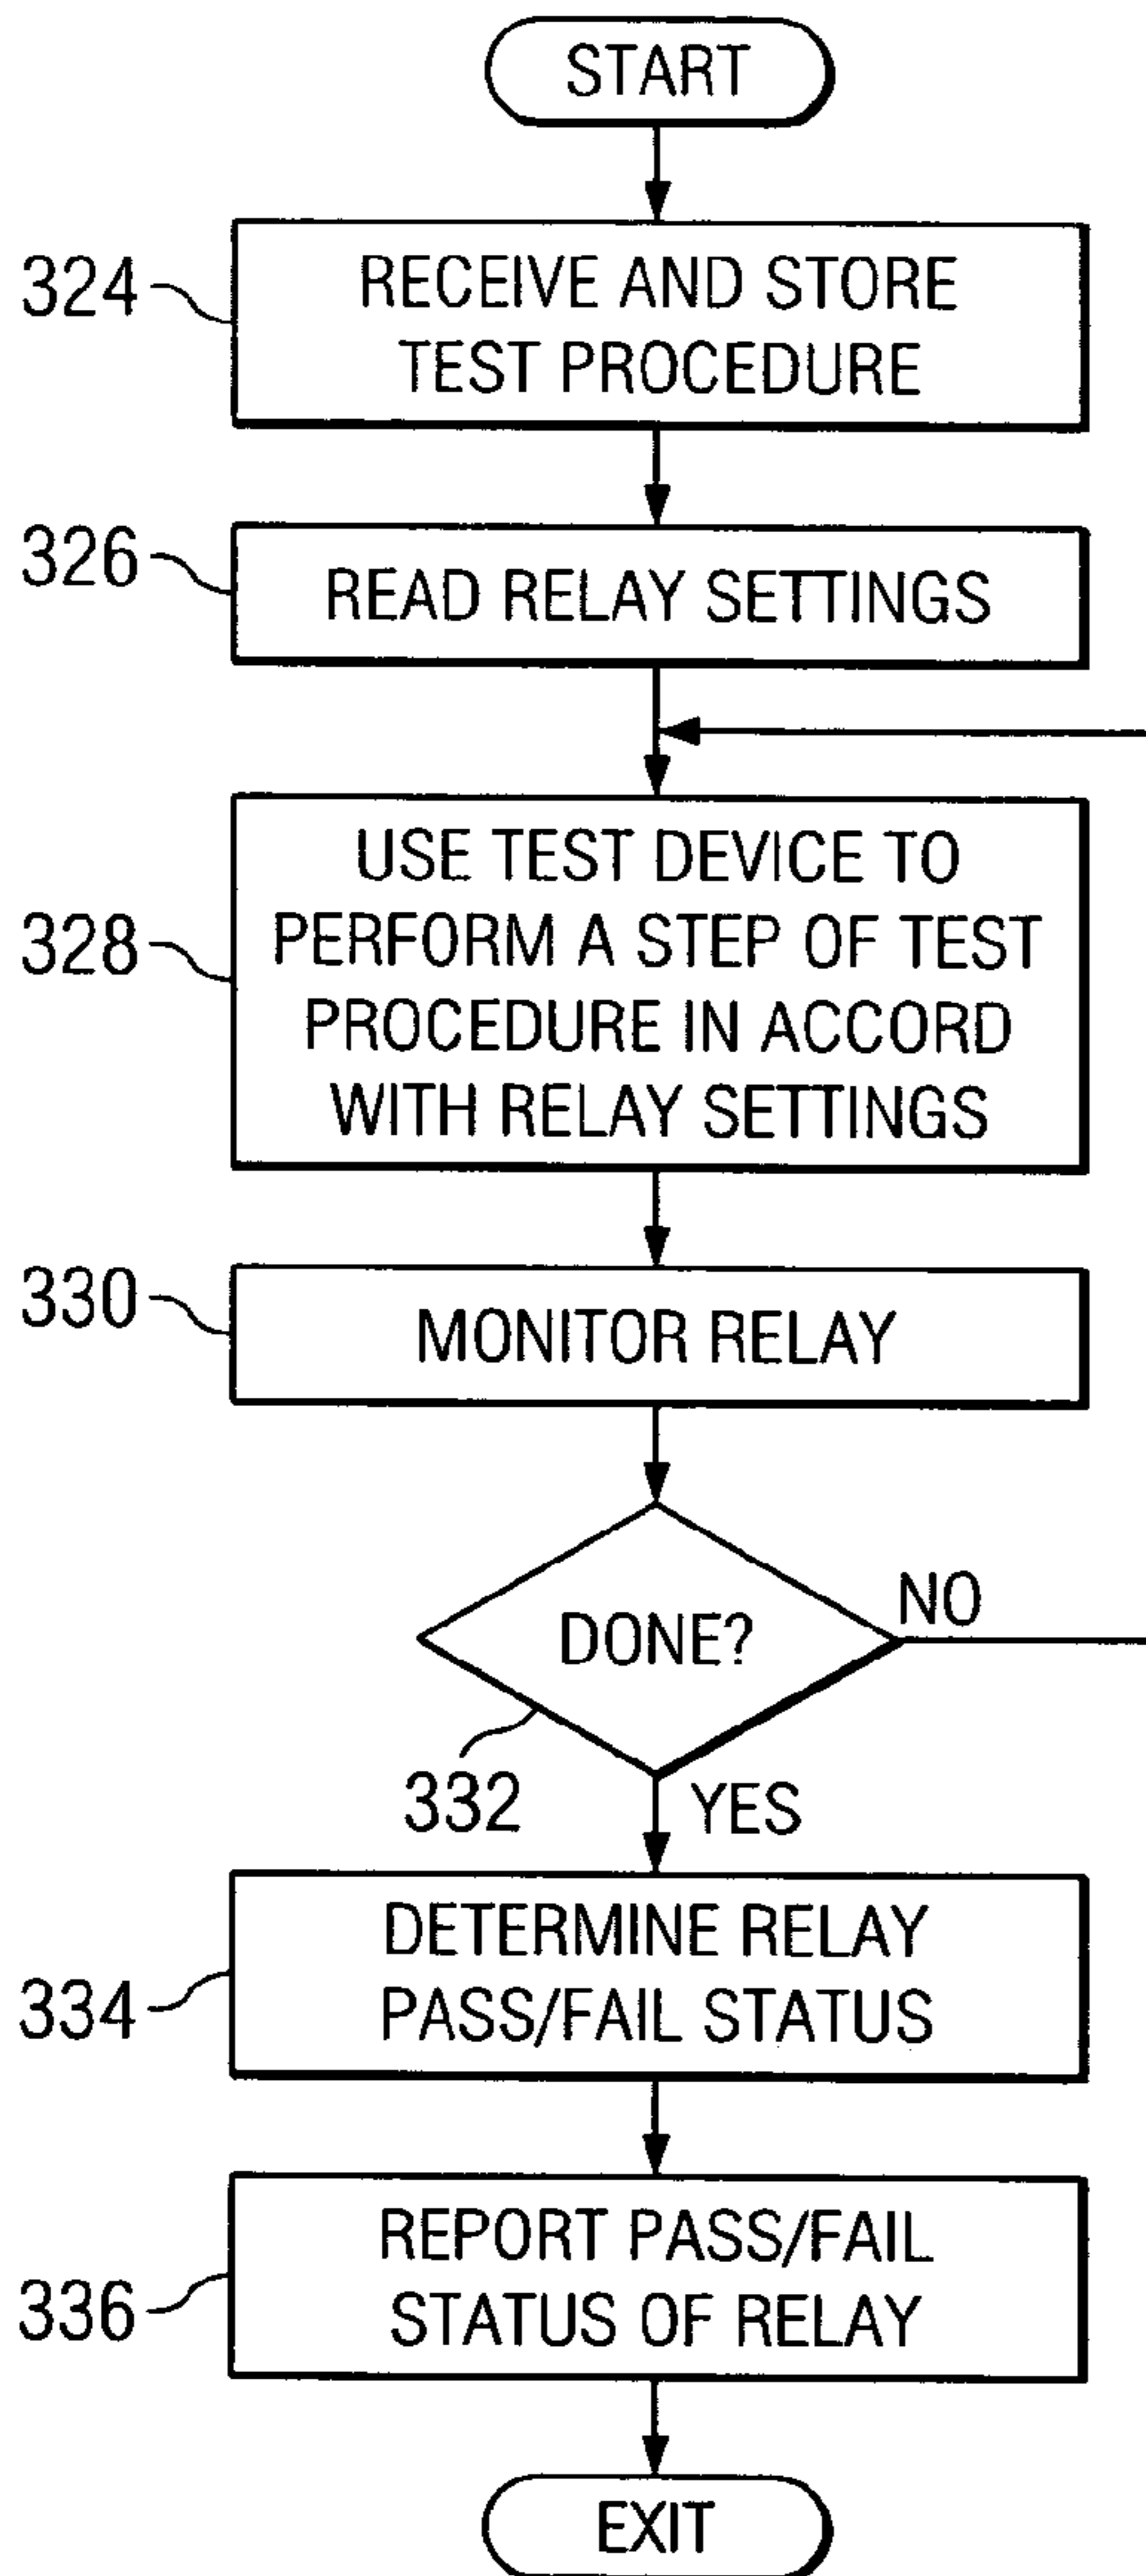 START
324
RECEIVE AND STORE
TEST PROCEDURE
326
READ RELAY SETTINGS
328
USE TEST DEVICE TO
PERFORM A STEP OF TEST
PROCEDURE IN ACCORD
WITH RELAY SETTINGS
330
MONITOR RELAY
DONE?
NO
332
YES
334
DETERMINE RELAY
PASS/FAIL STATUS
336
REPORT PASS/FAIL
STATUS OF RELAY
EXIT